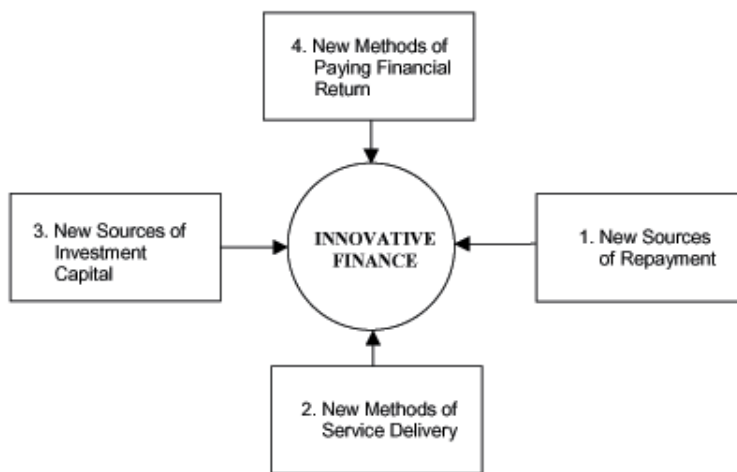 4. New Methods of
Paying Financial
Return
3. New Sources of
Investment
Capital
INNOVATIVE
FINANCE
1. New Sources
of Repayment
2. New Methods of
Service Delivery